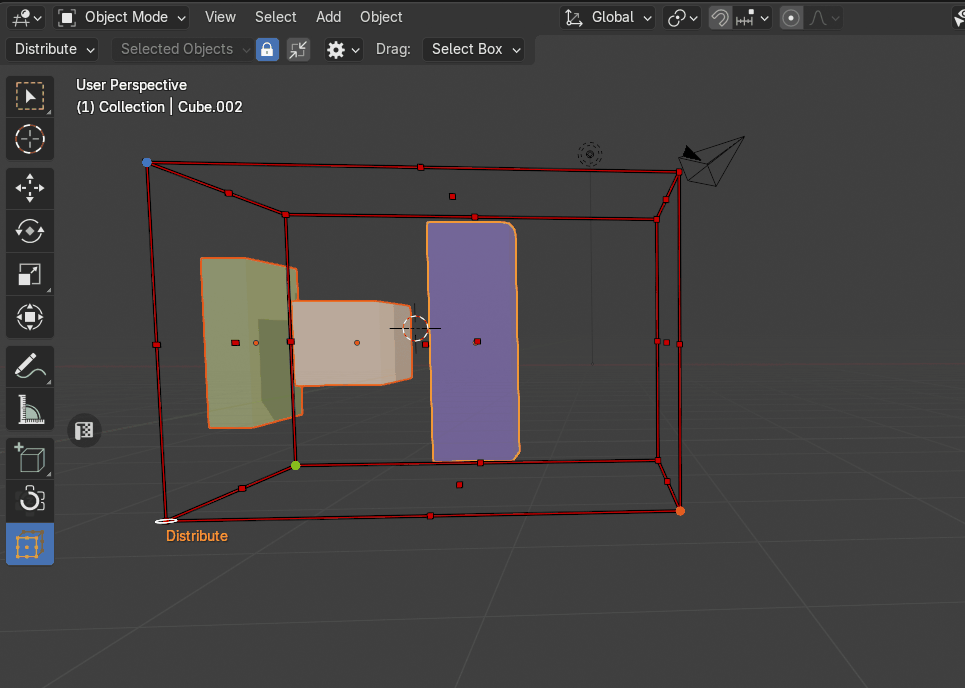 Object Mode View Select Add Object Global
Distribute Selected Objects Drag: Select Box
User Perspective
(1) Collection | Cube.002
Distribute